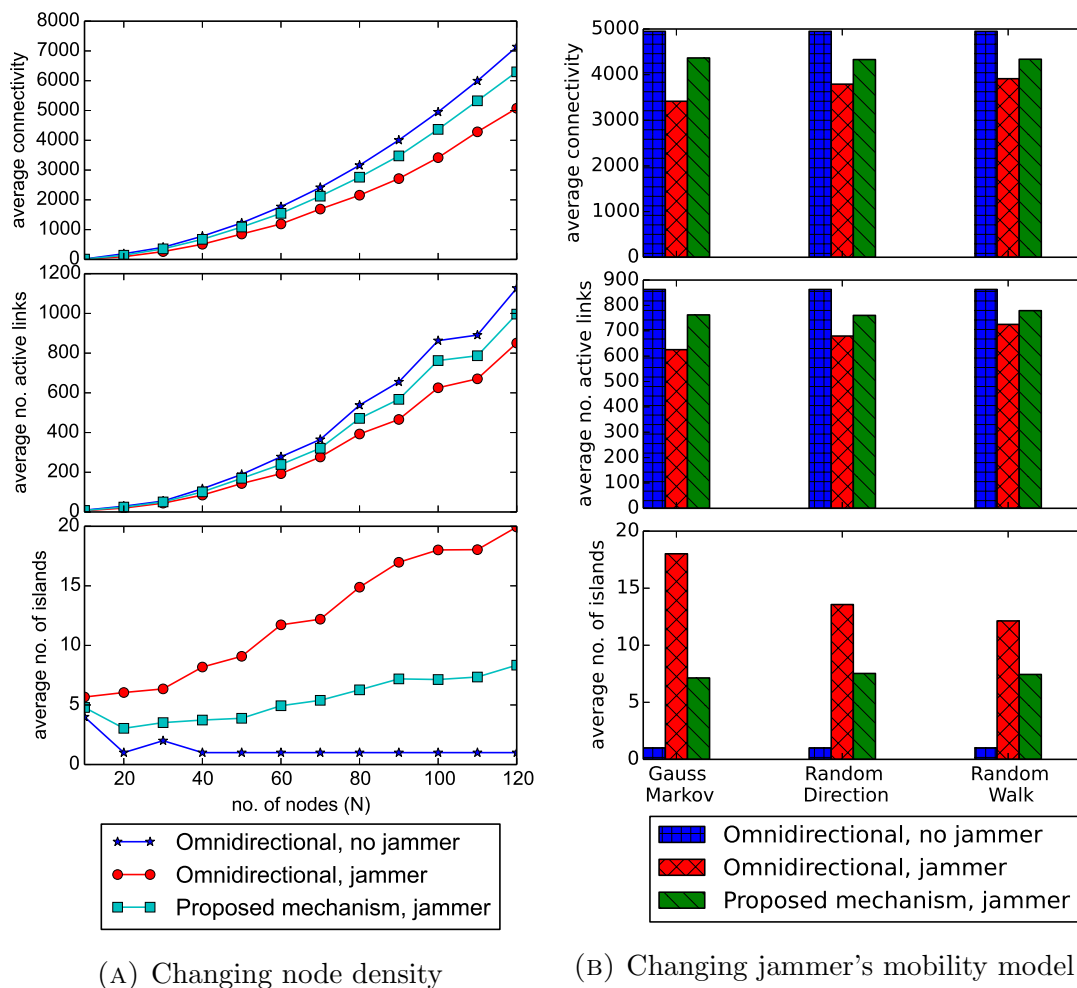 8000
7000
6000
5000
4000
3000
2000
1000
0
average connectivity
1200
1000
800
600
400
200
0
average no. active links
20
15
10
5
0
average no. of islands
20
40
60
80
100
120
no. of nodes (N)
Omnidirectional, no jammer
Omnidirectional, jammer
Proposed mechanism, jammer
(A) Changing node density
5000
4000
3000
2000
1000
0
average connectivity
900
800
700
600
500
400
300
200
100
0
average no. active links
20
15
10
5
0
average no. of islands
Gauss
Markov
Random
Direction
Random
Walk
Omnidirectional, no jammer
Omnidirectional, jammer
Proposed mechanism, jammer
(B) Changing jammer's mobility model